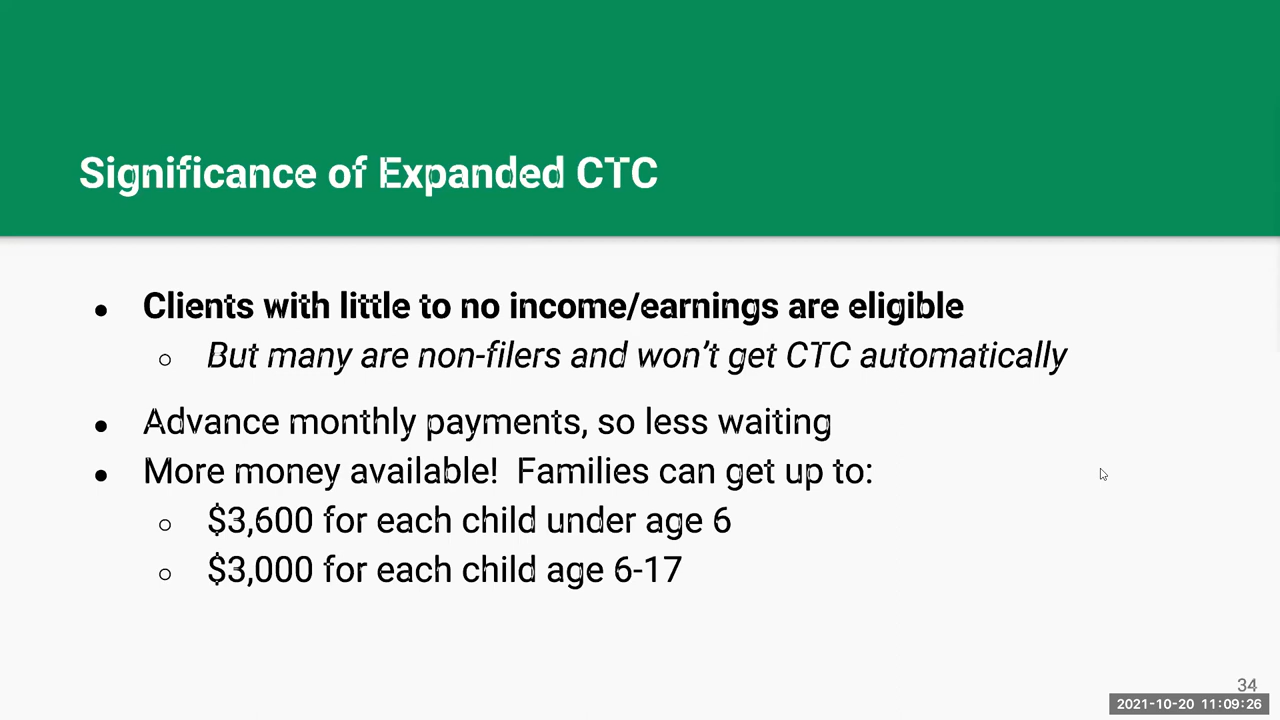 Significance of Expanded CTC
● Clients with little to no income/earnings are eligible
○ But many are non-filers and won’t get CTC automatically
● Advance monthly payments, so less waiting
● More money available!  Families can get up to:
○ $3,600 for each child under age 6
○ $3,000 for each child age 6-17
34
2021-10-20 11:09:26